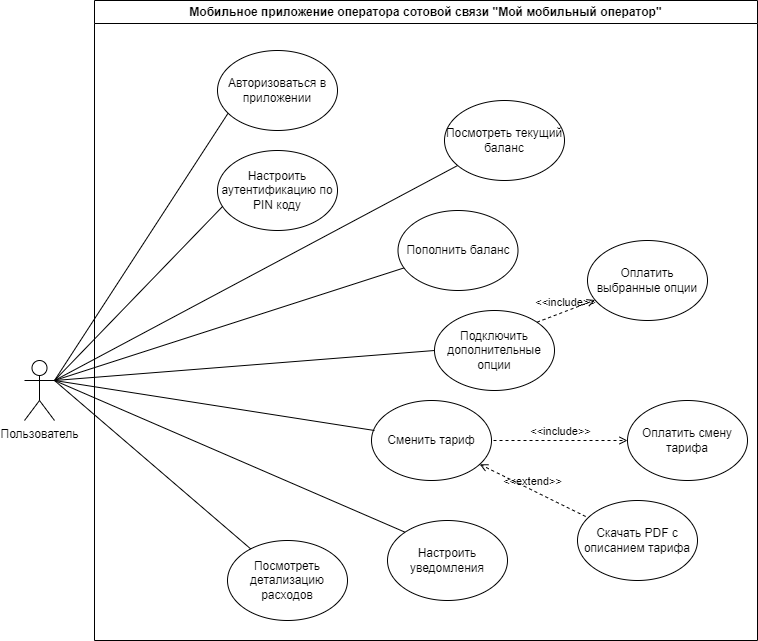 Мобильное приложение оператора сотовой связи "Мой мобильный оператор"
Авторизоваться в
приложении
Посмотреть текущий
баланс
Настроить
аутентификацию по
PIN коду
Пополнить баланс
Оплатить
выбранные опции
<<include>>
Подключить
дополнительные
опции
Пользователь
Сменить тариф
<<include>>
Оплатить смену
тарифа
<<extend>>
Скачать PDF с
описанием тарифа
Настроить
уведомления
Посмотреть
детализацию
расходов